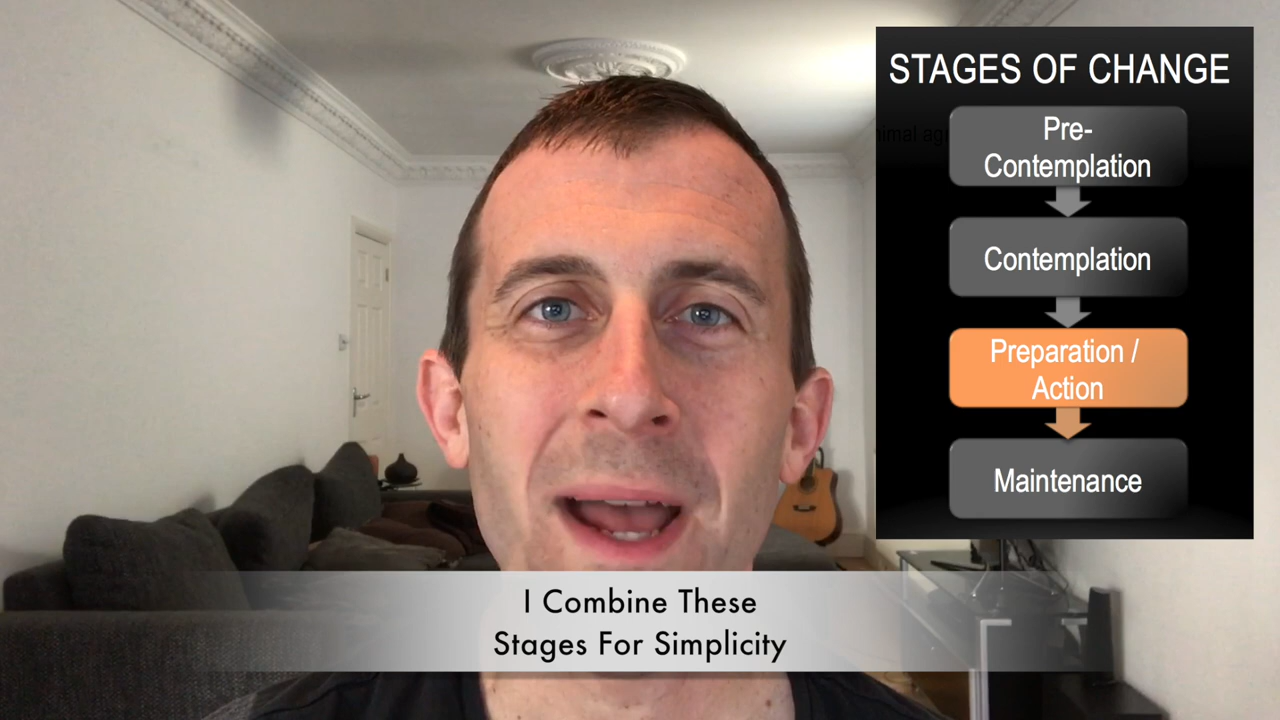 STAGES OF CHANGE
Pre-
Contemplation
Contemplation
Preparation /
Action
Maintenance
I Combine These
Stages For Simplicity